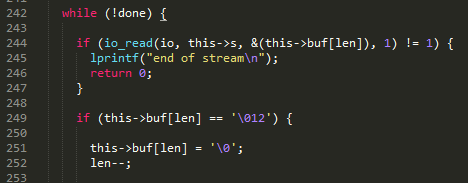 241
242 while (!done) {
243
244 if (io_read(io, this->s, &(this->buf[len]), 1) != 1) {
245 lprintf("end of stream\n");
246 return 0;
247 }
248
249 if (this->buf[len] == '\012') {
250
251 this->buf[len] = '\0';
252 len--;
253